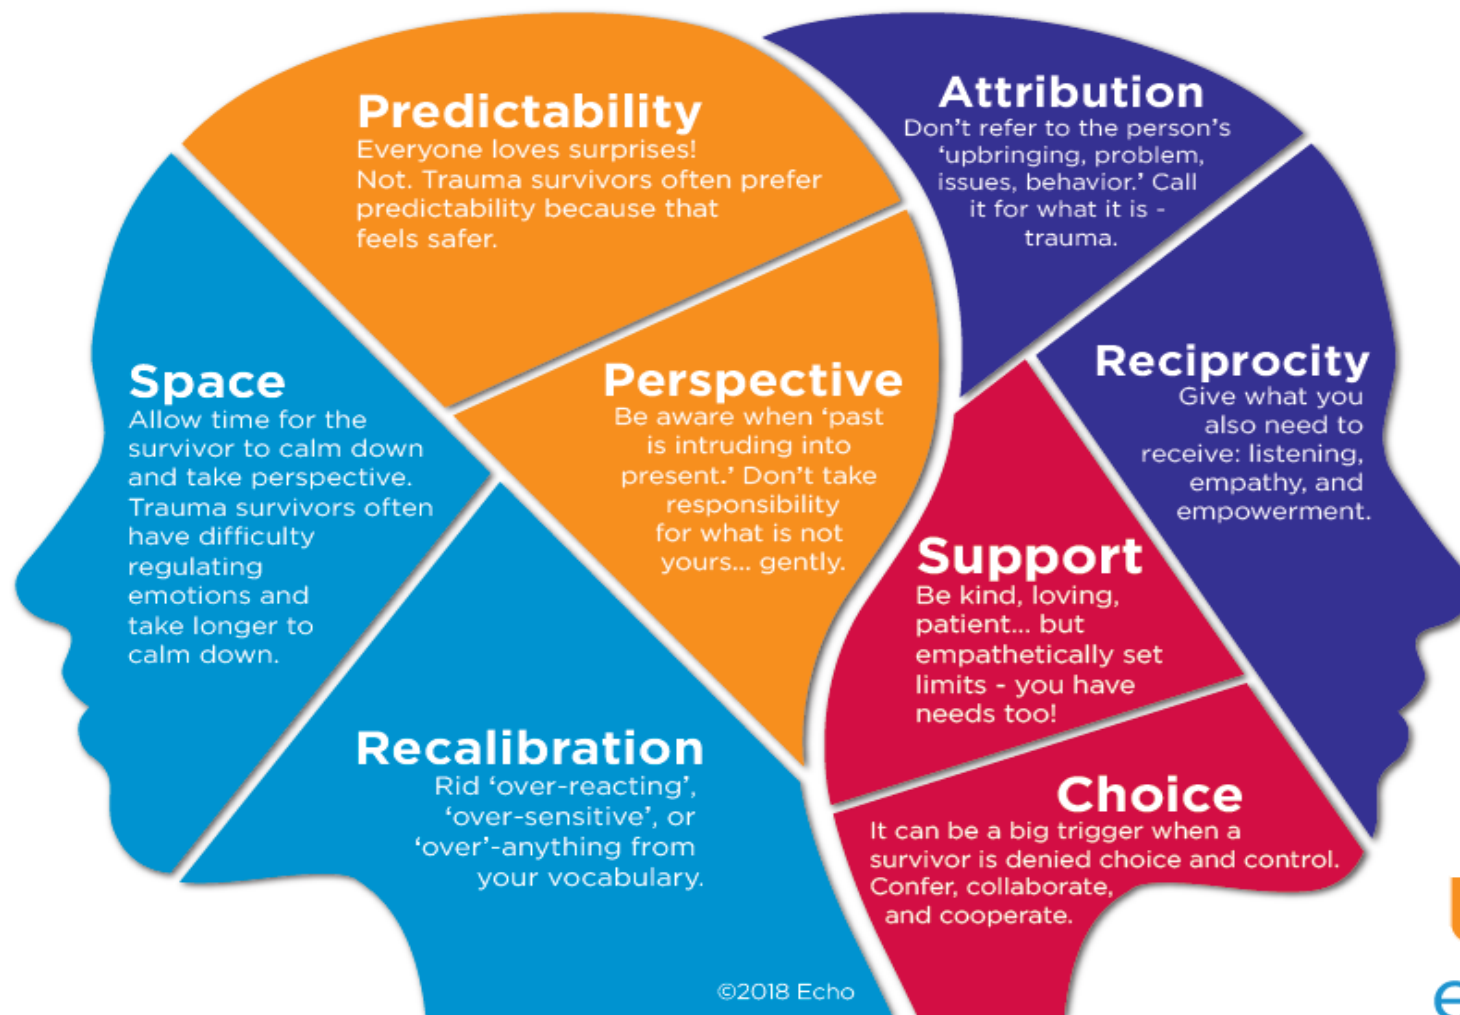 Predictability
Everyone loves surprises!
Not. Trauma survivors often prefer
predictability because that
feels safer.
Attribution
Don't refer to the person's
'upbringing, problem,
issues, behavior.' Call
it for what it is -
trauma.
Space
Allow time for the
survivor to calm down
and take perspective.
Trauma survivors often
have difficulty
regulating
emotions and
take longer to
calm down.
Perspective
Be aware when 'past
is intruding into
present.' Don't take
responsibility
for what is not
yours... gently.
Reciprocity
Give what you
also need to
receive: listening,
empathy, and
empowerment.
Support
Be kind, loving,
patient... but
empathetically set
limits - you have
needs too!
Recalibration
Rid 'over-reacting',
'over-sensitive', or
'over'-anything from
your vocabulary.
Choice
It can be a big trigger when a
survivor is denied choice and control.
Confer, collaborate,
and cooperate.
©2018 Echo